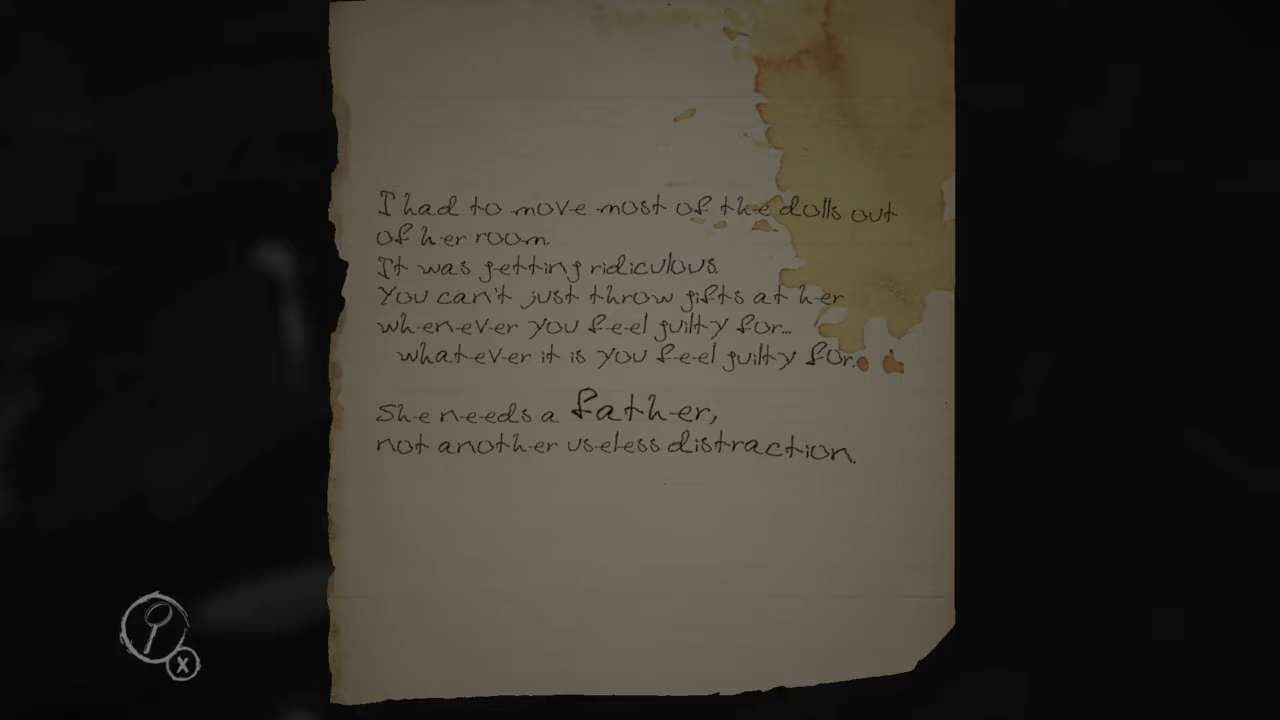 I had to move most of the dolls out
of her room.
It was getting ridiculous.
You can't just throw gifts at her
whenever you feel guilty for...
whatever it is you feel guilty for.
She needs a father,
not another useless distraction.
X